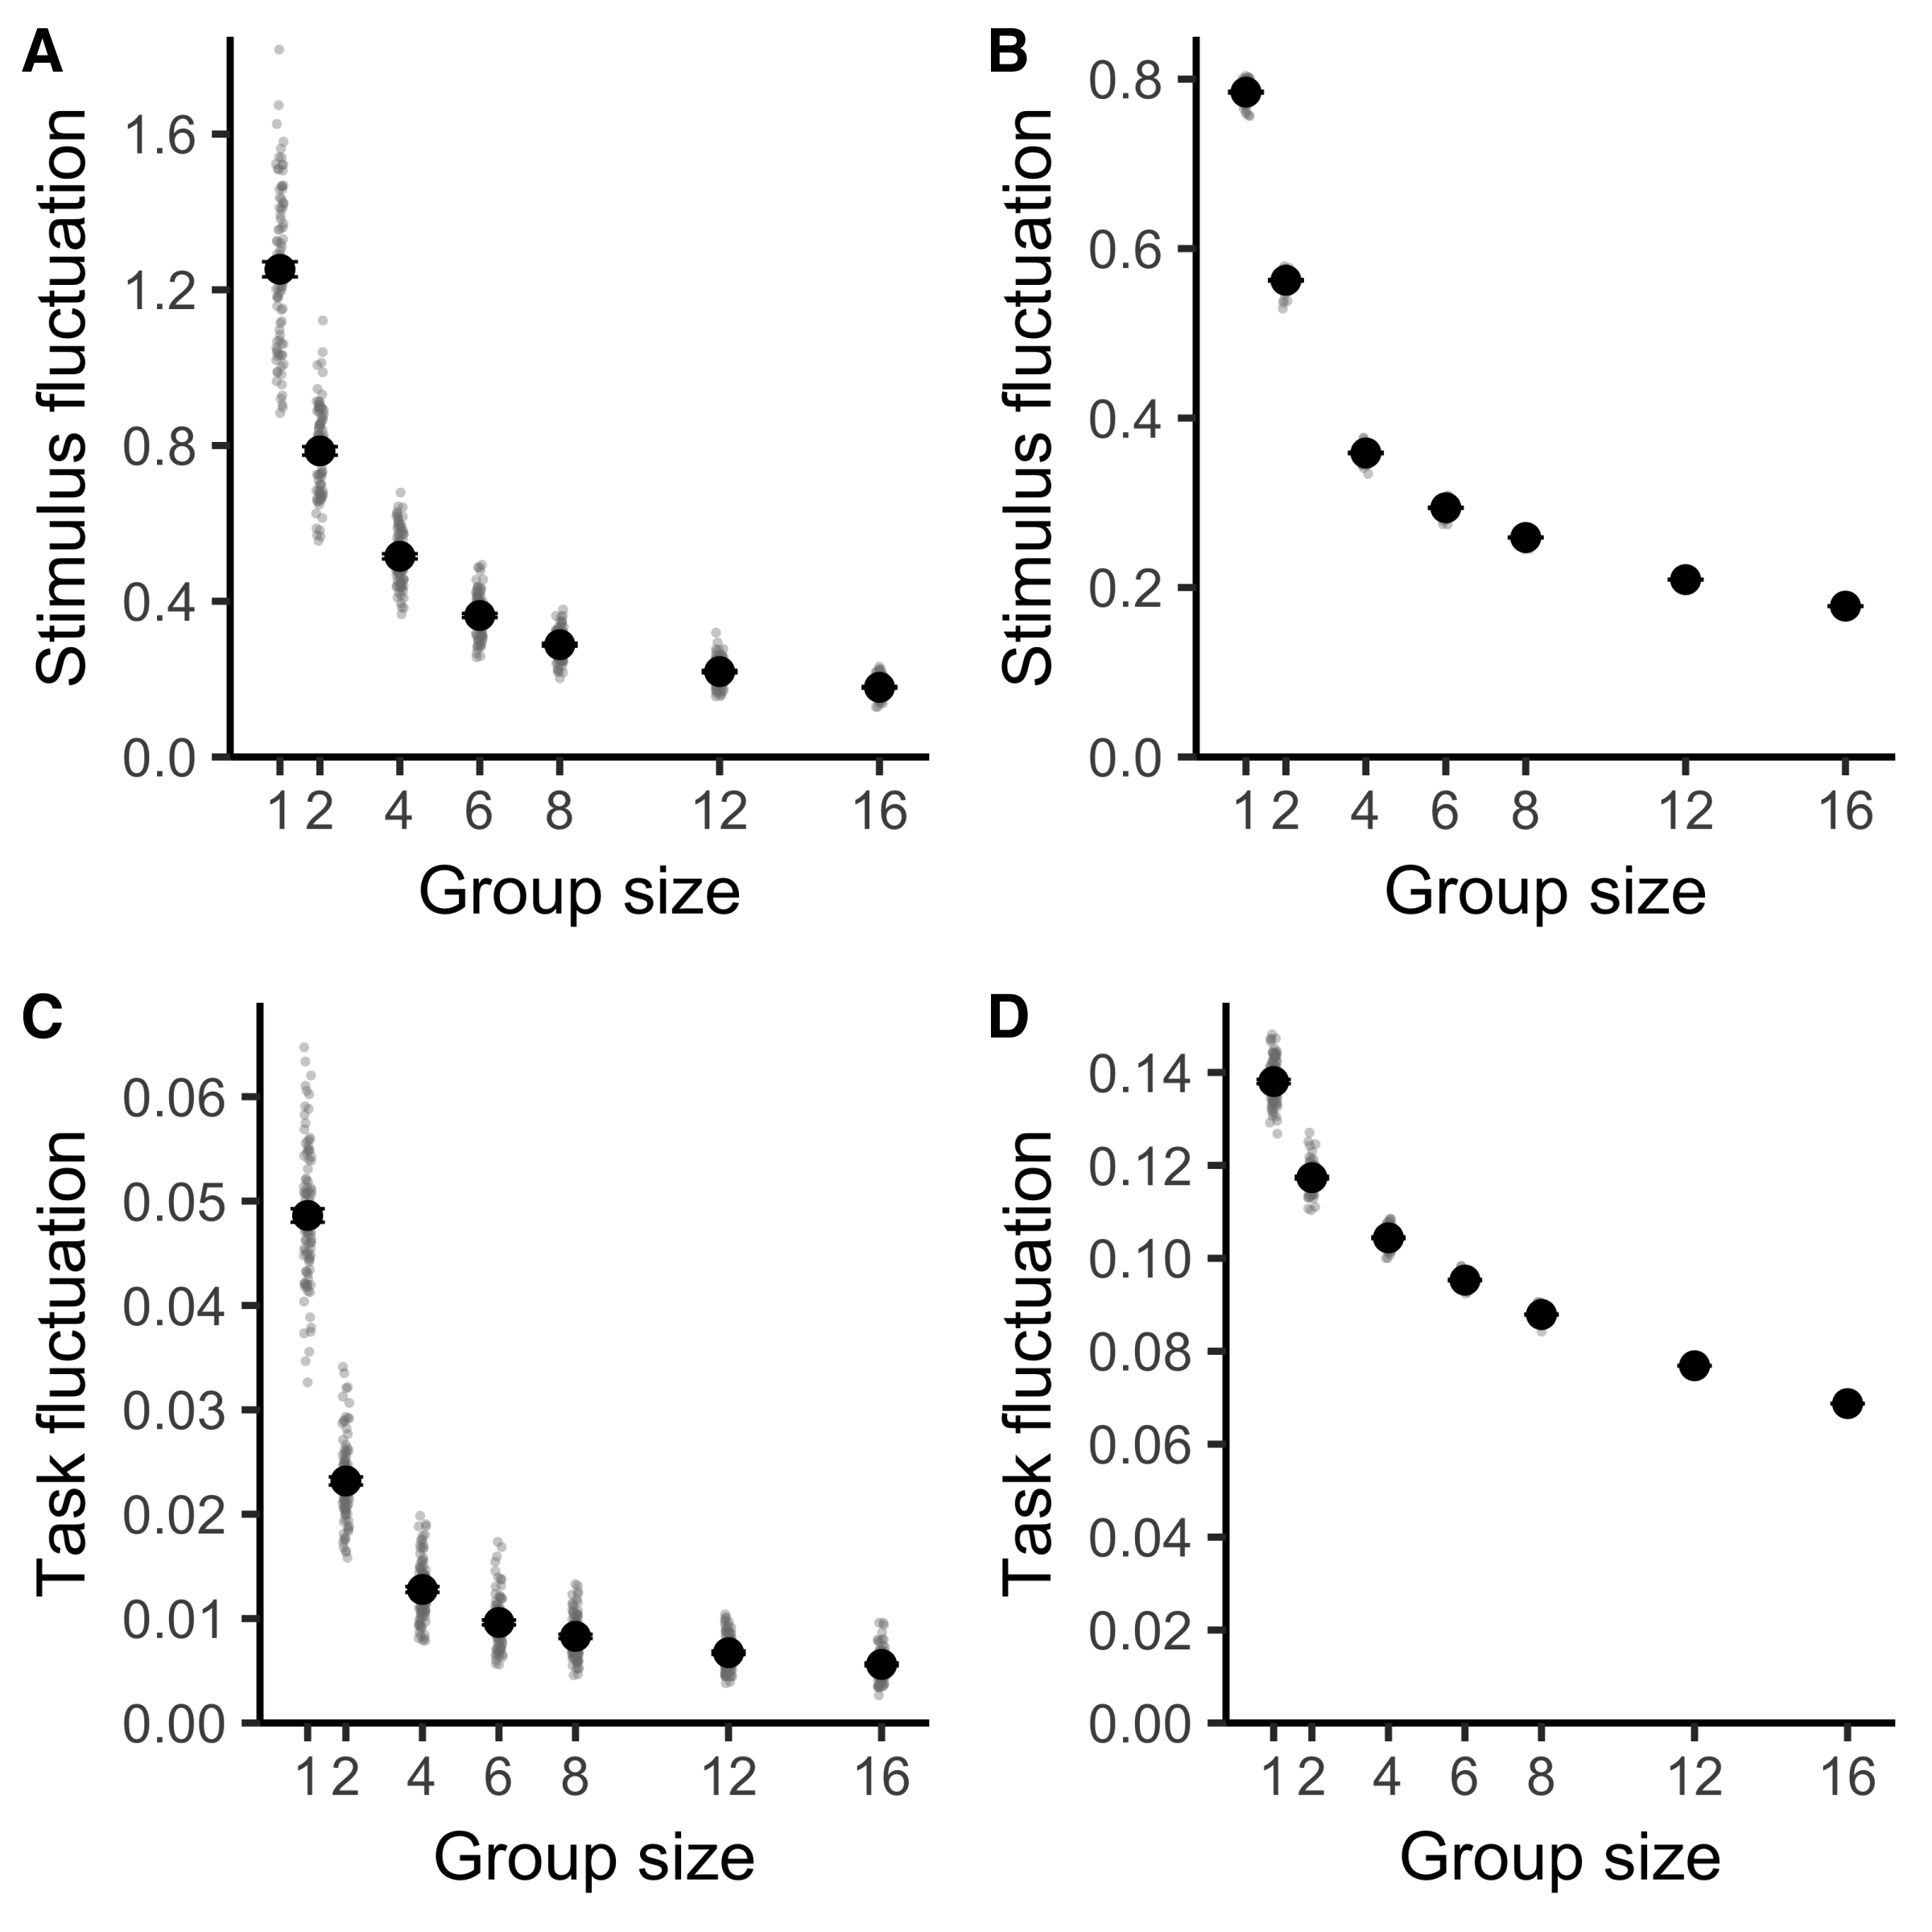 A
Stimulus fluctuation
1.6
1.2
0.8
0.4
0.0
1 2 4 6 8 12 16
Group size
B
Stimulus fluctuation
0.8
0.6
0.4
0.2
0.0
1 2 4 6 8 12 16
Group size
C
Task fluctuation
0.06
0.05
0.04
0.03
0.02
0.01
0.00
1 2 4 6 8 12 16
Group size
D
Task fluctuation
0.14
0.12
0.10
0.08
0.06
0.04
0.02
0.00
1 2 4 6 8 12 16
Group size